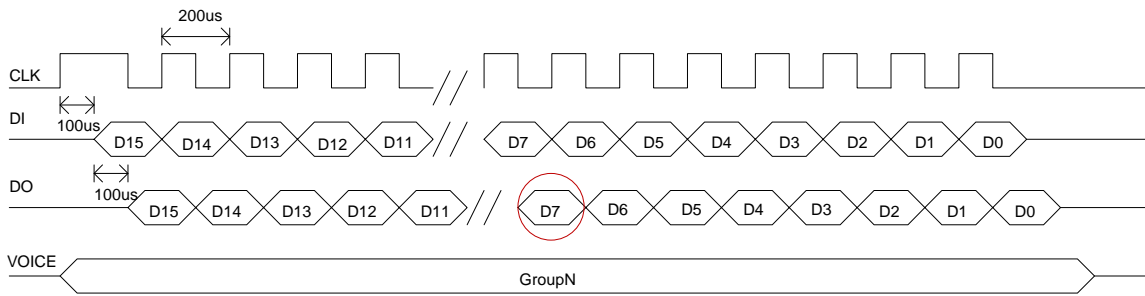 200us
CLK
100us
DI
D15 D14 D13 D12 D11 D7 D6 D5 D4 D3 D2 D1 D0
100us
DO
D15 D14 D13 D12 D11 D7 D6 D5 D4 D3 D2 D1 D0
VOICE
GroupN